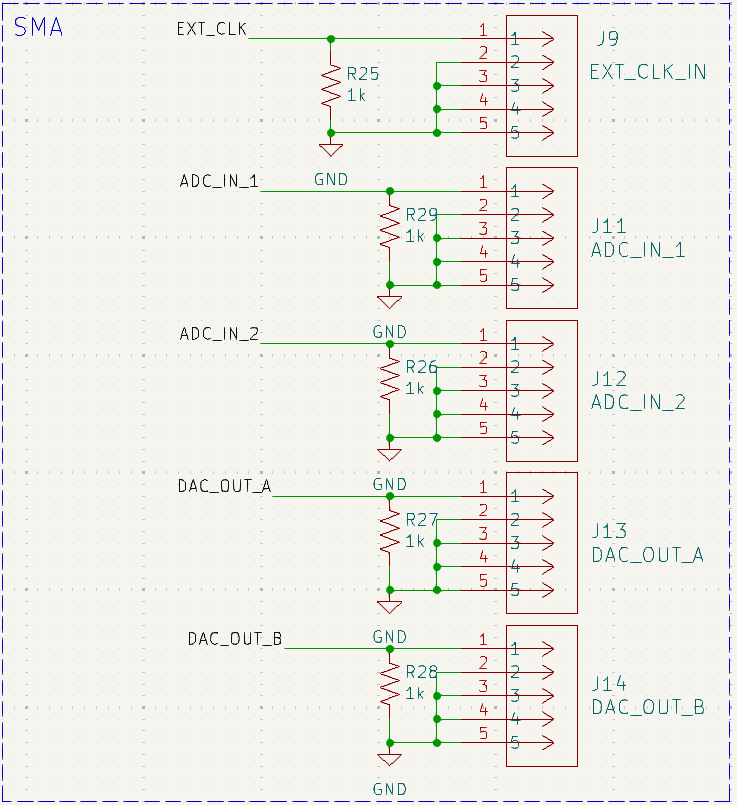 SMA
EXT_CLK
R25
1k
GND
1 1
2 2
3 3
4 4
5 5
J9
EXT_CLK_IN
ADC_IN_1
R29
1k
GND
1 1
2 2
3 3
4 4
5 5
J11
ADC_IN_1
ADC_IN_2
R26
1k
GND
1 1
2 2
3 3
4 4
5 5
J12
ADC_IN_2
DAC_OUT_A
R27
1k
GND
1 1
2 2
3 3
4 4
5 5
J13
DAC_OUT_A
DAC_OUT_B
R28
1k
GND
1 1
2 2
3 3
4 4
5 5
J14
DAC_OUT_B